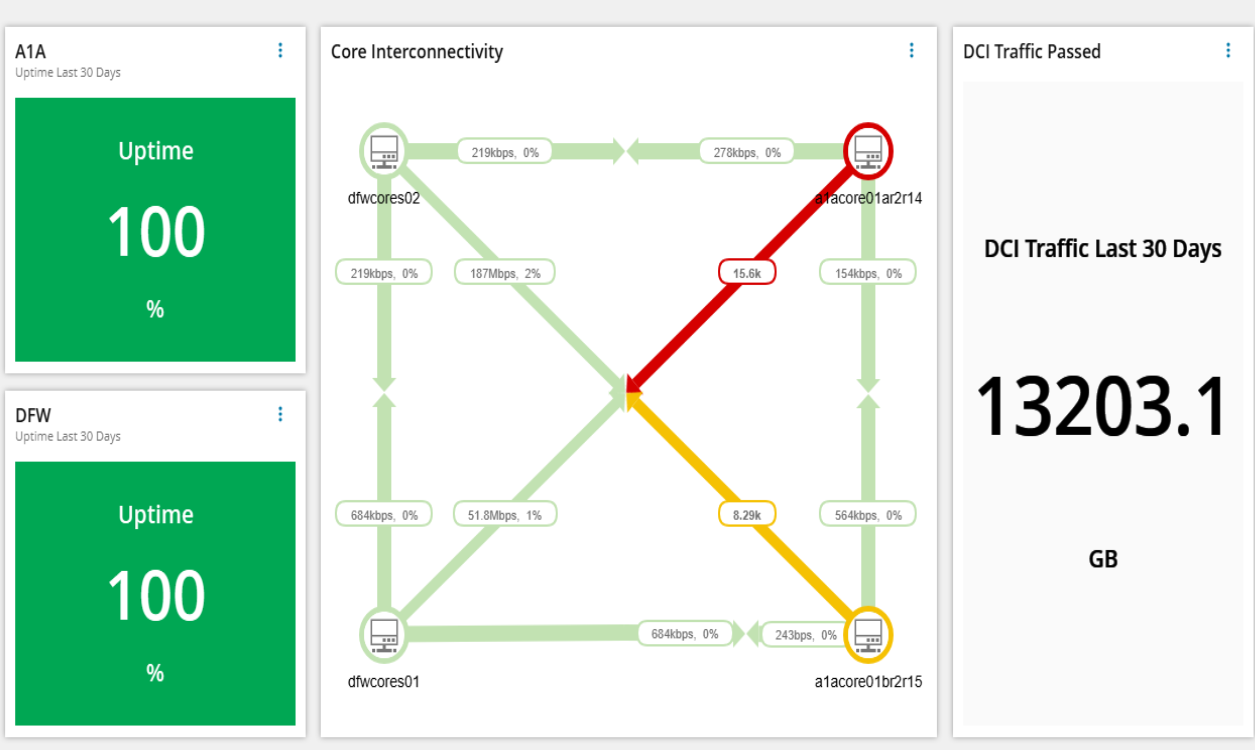 A1A
Uptime Last 30 Days
Uptime
100
%
DFW
Uptime Last 30 Days
Uptime
100
%
Core Interconnectivity
219kbps, 0%
278kbps, 0%
dfwcores02
a1acore01ar2r14
219kbps, 0%
187Mbps, 2%
15.6k
154kbps, 0%
684kbps, 0%
51.8Mbps, 1%
8.29k
564kbps, 0%
684kbps, 0%
243bps, 0%
dfwcores01
a1acore01br2r15
DCI Traffic Passed
DCI Traffic Last 30 Days
13203.1
GB